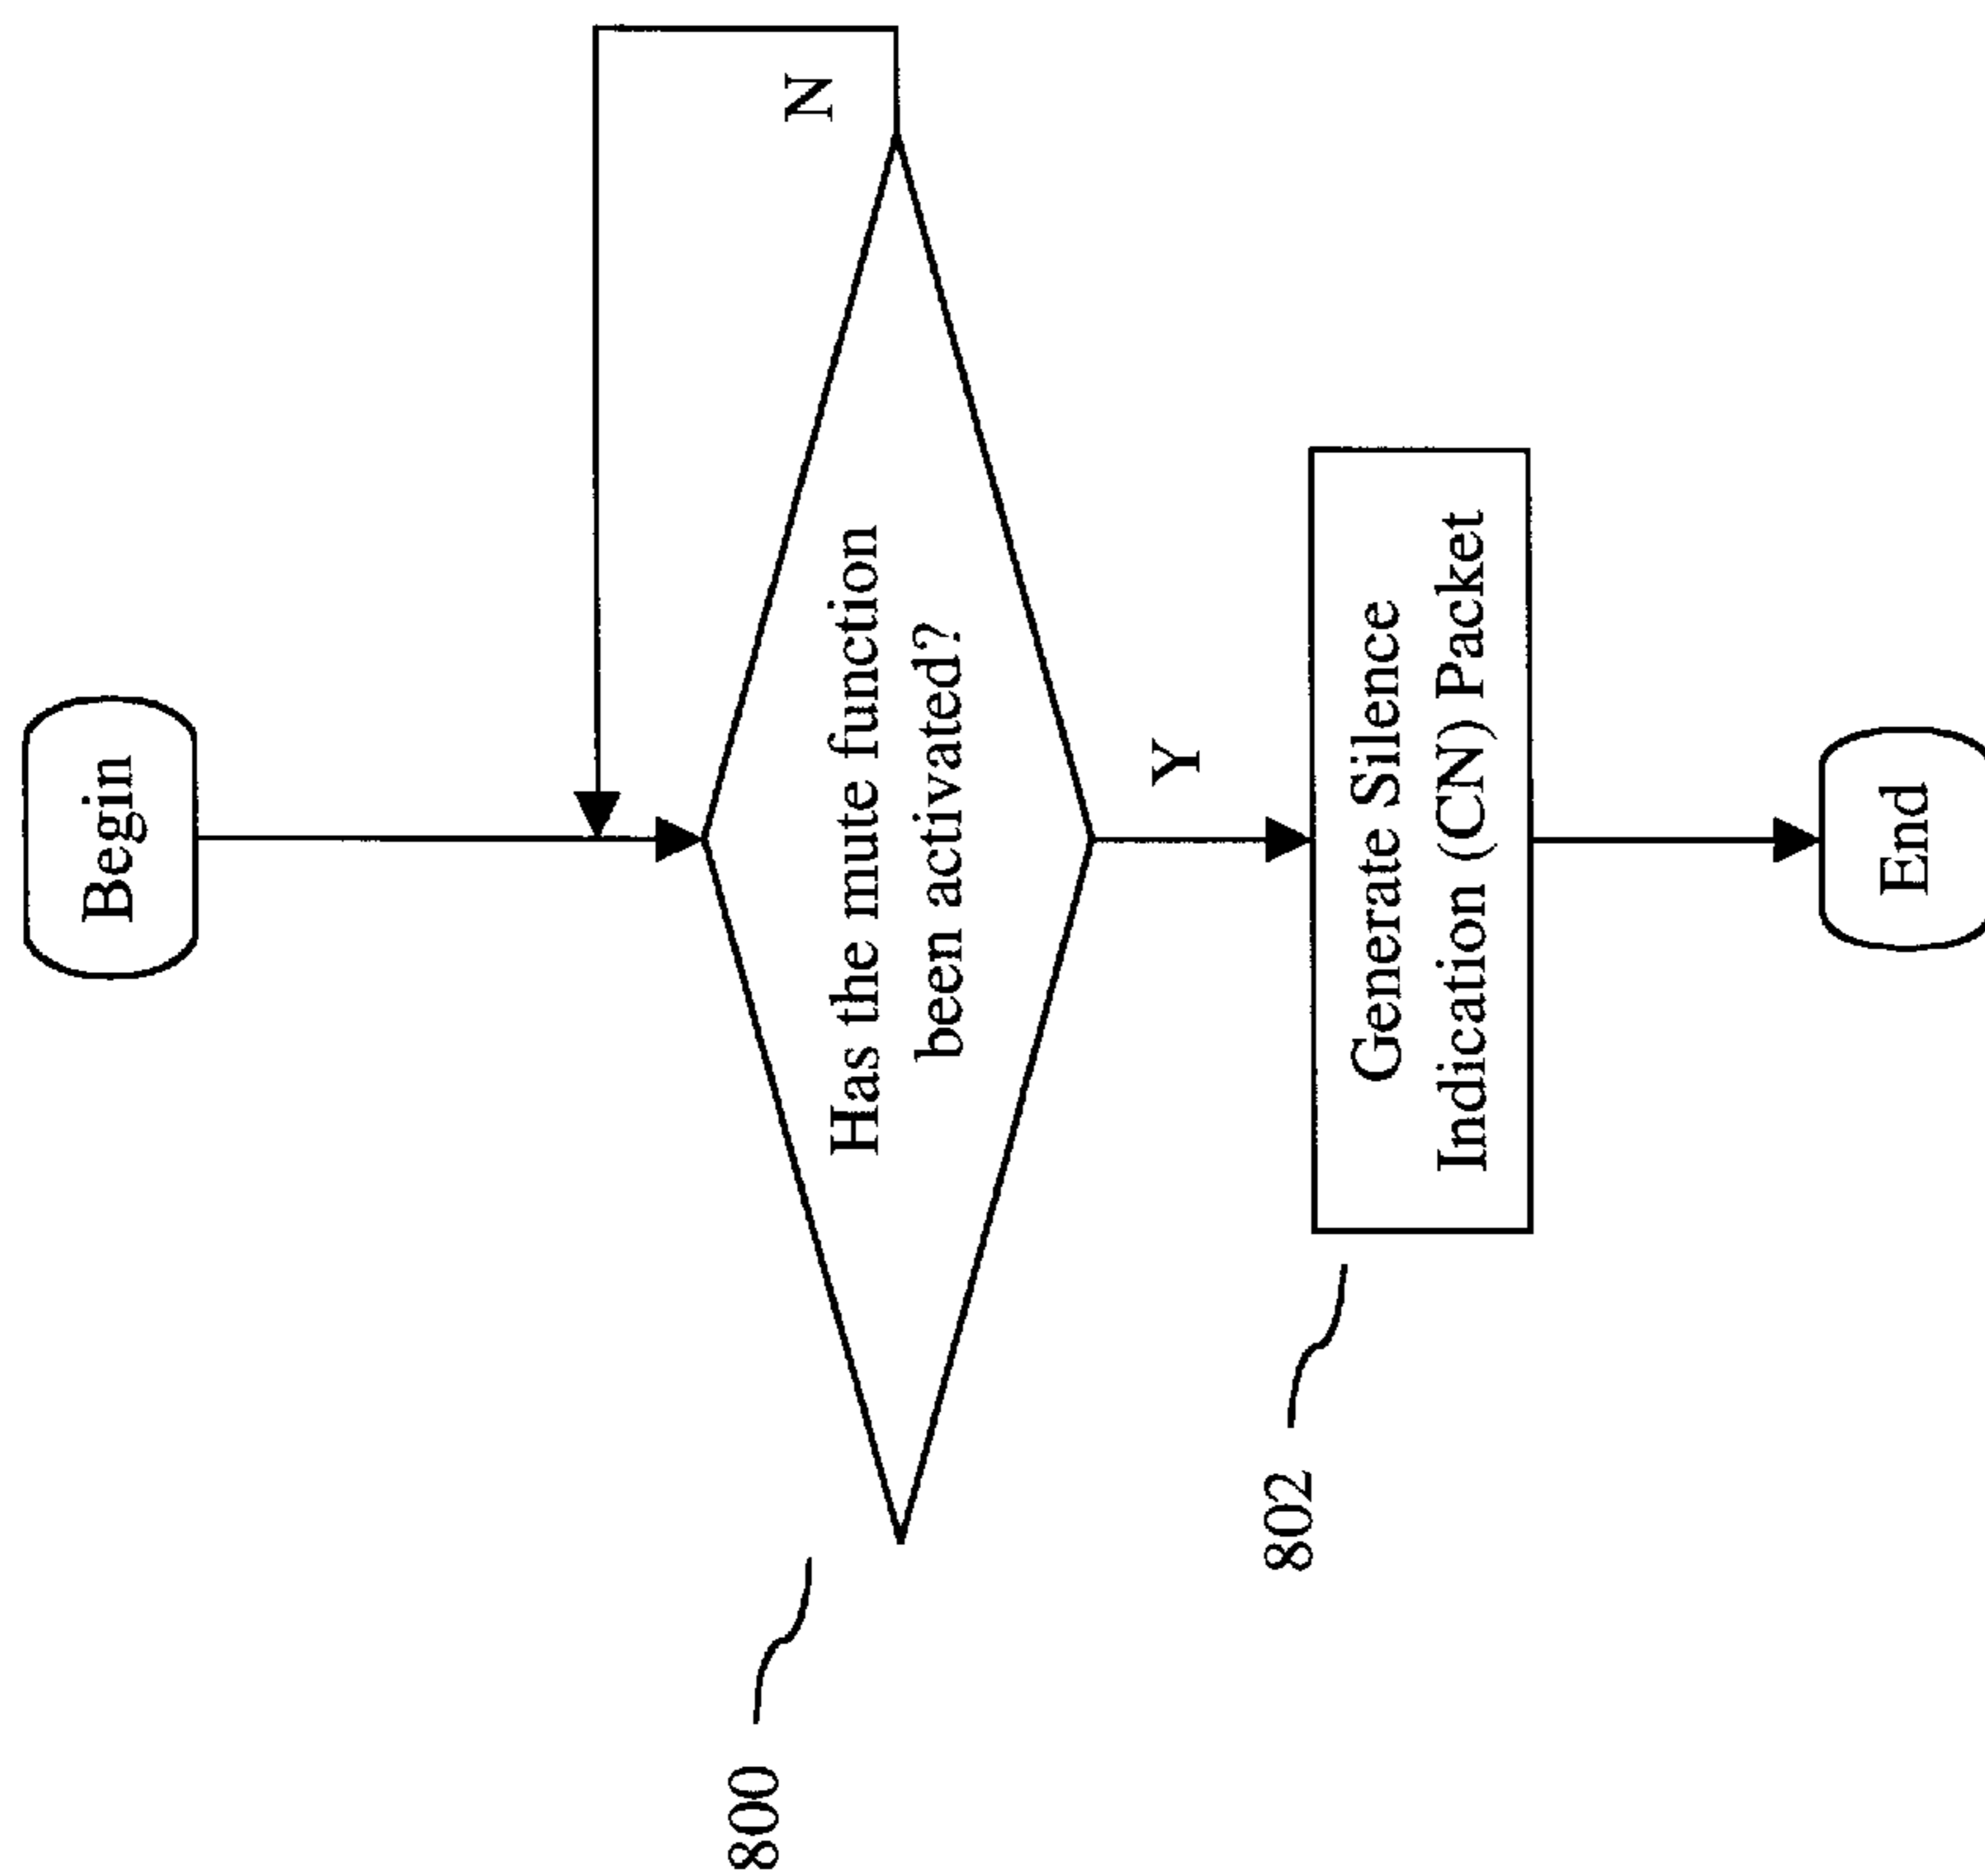 Begin
N
800
Has the mute function
been activated?
Y
802
Generate Silence
Indication (CN) Packet
End